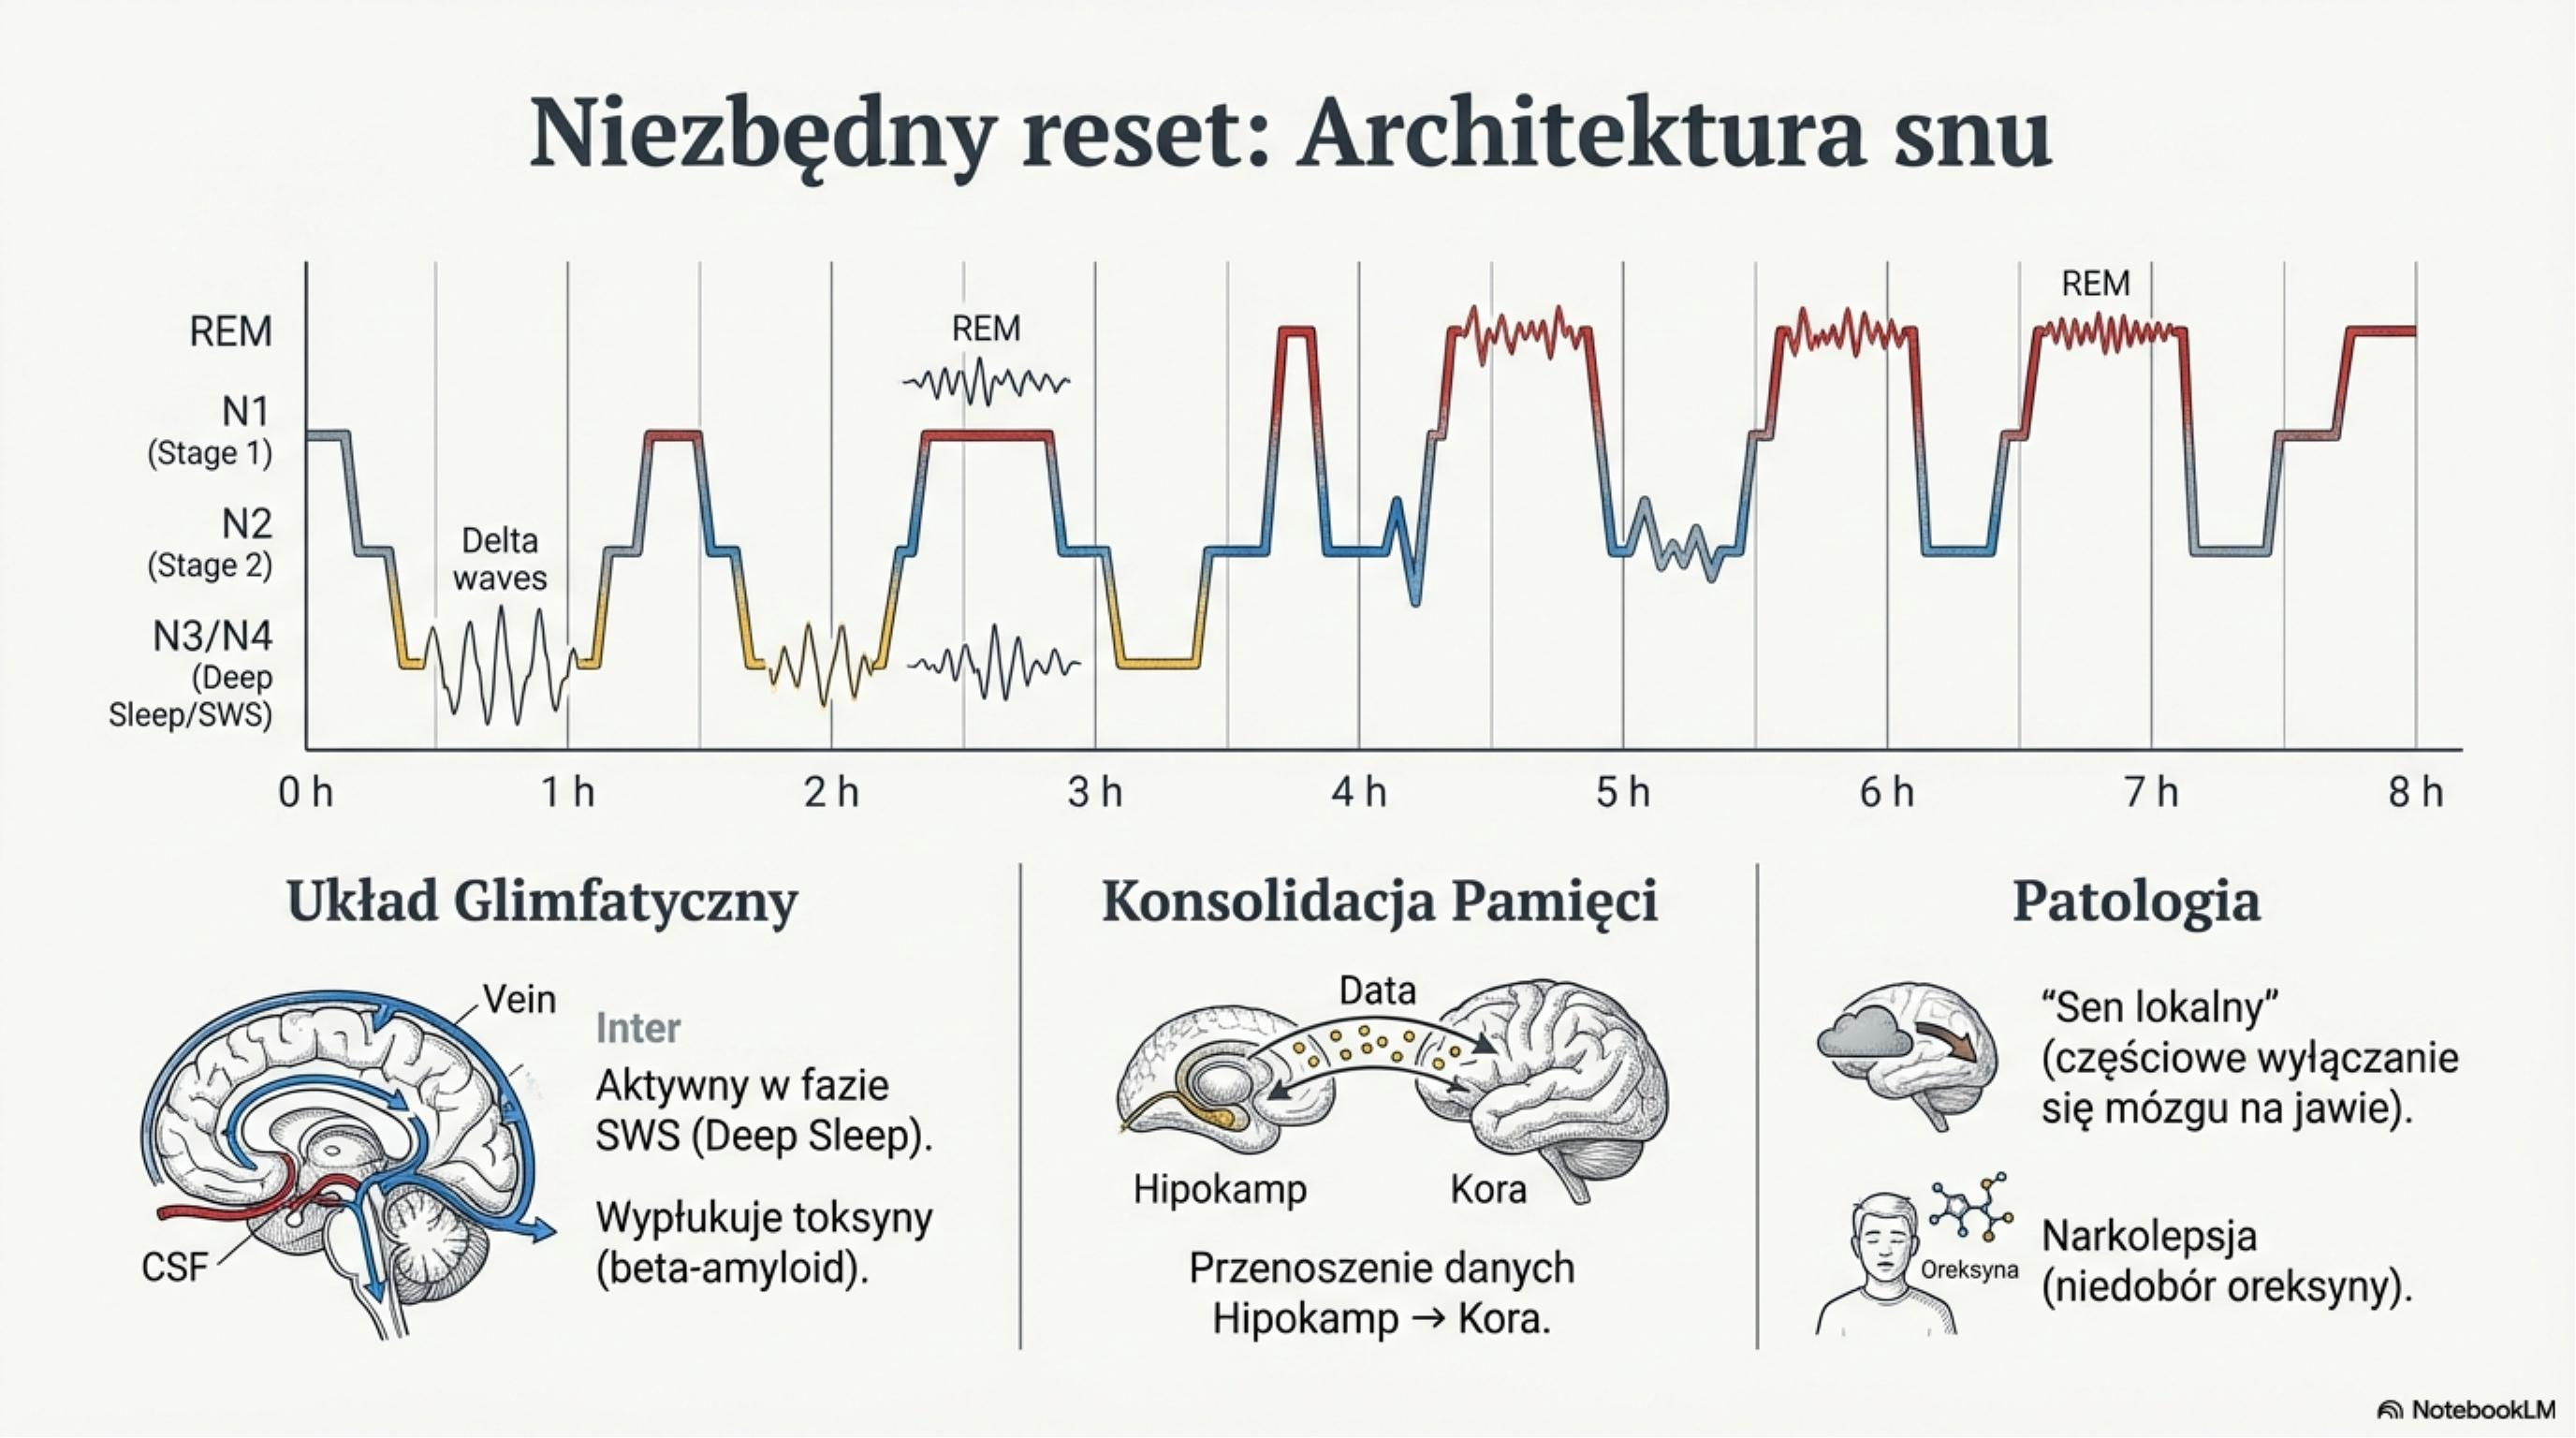 Niezbędny reset: Architektura snu
REM
N1
(Stage 1)
N2
(Stage 2)
N3/N4
(Deep
Sleep/SWS)
Delta
waves
REM
REM
0 h
1 h
2 h
3 h
4 h
5 h
6 h
7 h
8 h
Układ Glimfatyczny
Vein
CSF
Inter
Aktywny w fazie
SWS (Deep Sleep).
Wypłukuje toksyny
(beta-amyloid).
Konsolidacja Pamięci
Data
Hipokamp
Kora
Przenoszenie danych
Hipokamp → Kora.
Patologia
“Sen lokalny”
(częściowe wyłączanie
się mózgu na jawie).
Oreksyna
Narkolepsja
(niedobór oreksyny).
NotebookLM